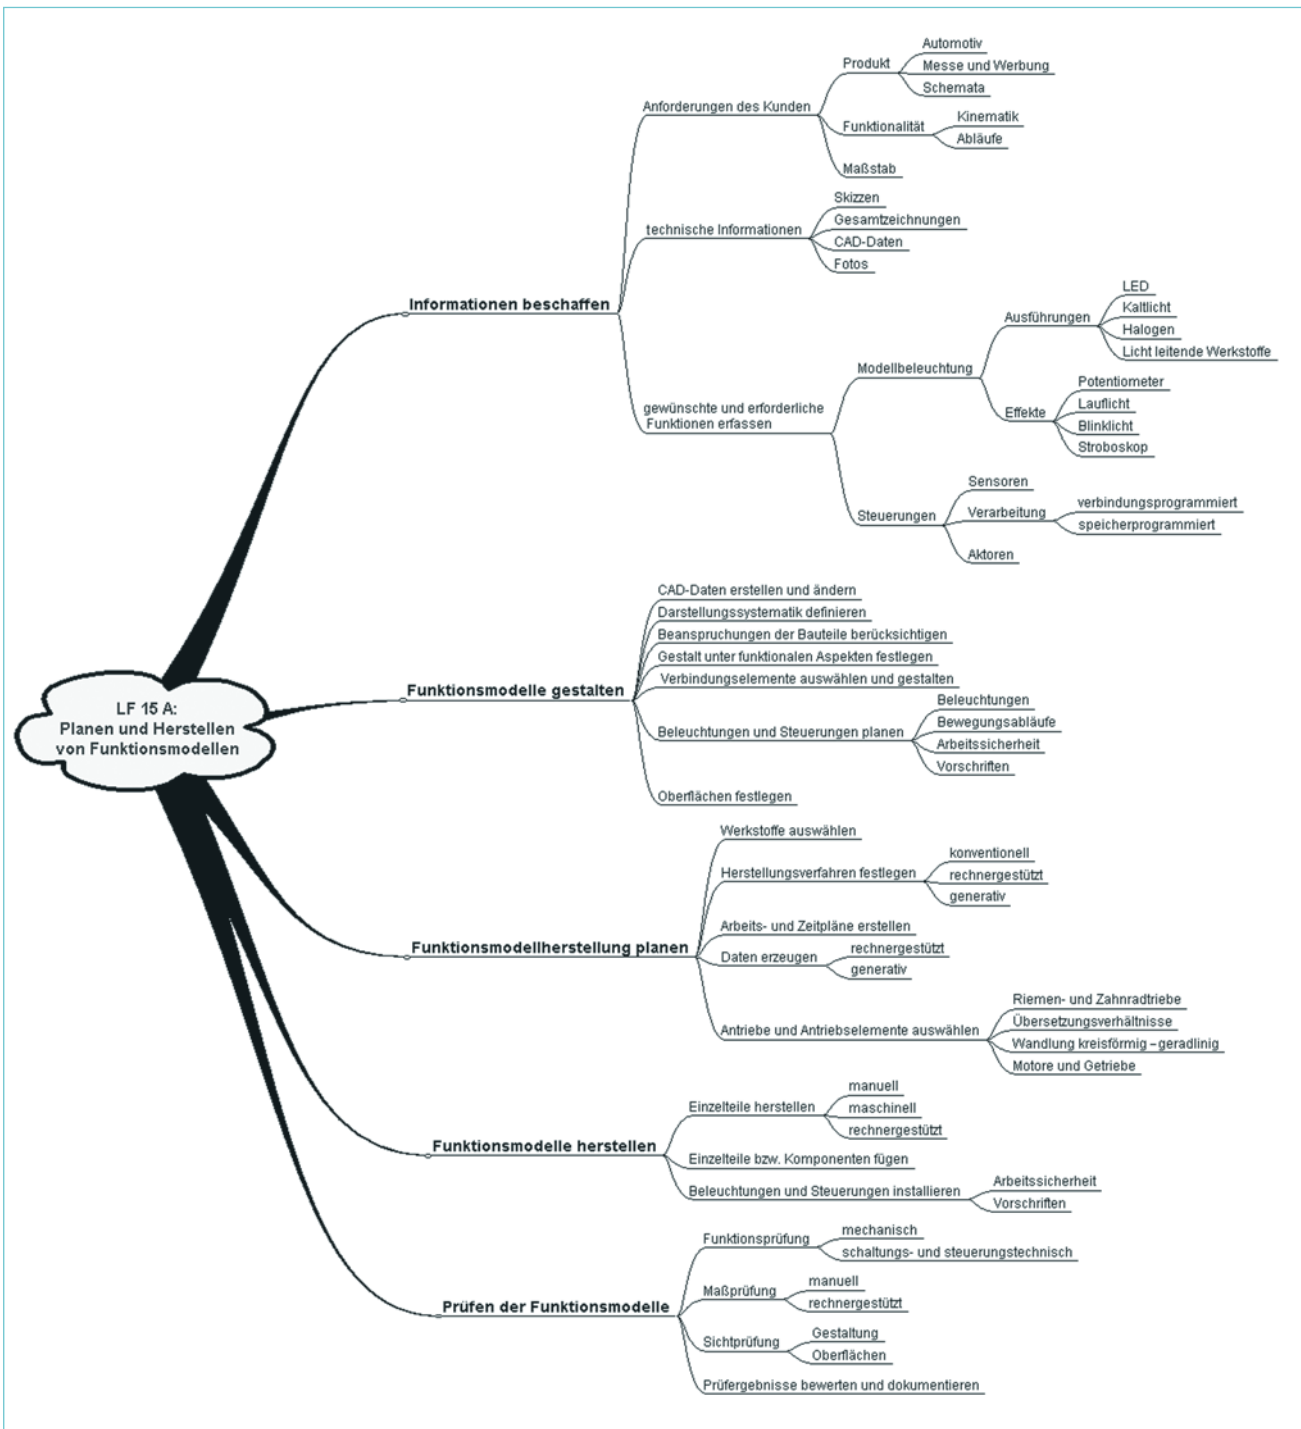 LF 15 A:
Planen und Herstellen
von Funktionsmodellen
Informationen beschaffen
Anforderungen des Kunden
Produkt
Automotiv
Messe und Werbung
Schemata
Funktionalität
Kinematik
Abläufe
Maßstab
technische Informationen
Skizzen
Gesamtzeichnungen
CAD-Daten
Fotos
gewünschte und erforderliche
Funktionen erfassen
Modellbeleuchtung
Ausführungen
LED
Kaltlicht
Halogen
Licht leitende Werkstoffe
Effekte
Potentiometer
Lauflicht
Blinklicht
Stroboskop
Steuerungen
Sensoren
Verarbeitung
verbindungsprogrammiert
speicherprogrammiert
Aktoren
Funktionsmodelle gestalten
CAD-Daten erstellen und ändern
Darstellungssystematik definieren
Beanspruchungen der Bauteile berücksichtigen
Gestalt unter funktionalen Aspekten festlegen
Verbindungselemente auswählen und gestalten
Beleuchtungen und Steuerungen planen
Beleuchtungen
Bewegungsabläufe
Arbeitssicherheit
Vorschriften
Oberflächen festlegen
Funktionsmodellherstellung planen
Werkstoffe auswählen
Herstellungsverfahren festlegen
konventionell
rechnergestützt
generativ
Arbeits- und Zeitpläne erstellen
Daten erzeugen
rechnergestützt
generativ
Antriebe und Antriebselemente auswählen
Riemen- und Zahnradtriebe
Übersetzungsverhältnisse
Wandlung kreisförmig – geradlinig
Motore und Getriebe
Funktionsmodelle herstellen
Einzelteile herstellen
manuell
maschinell
rechnergestützt
Einzelteile bzw. Komponenten fügen
Beleuchtungen und Steuerungen installieren
Arbeitssicherheit
Vorschriften
Prüfen der Funktionsmodelle
Funktionsprüfung
mechanisch
schaltungs- und steuerungstechnisch
Maßprüfung
manuell
rechnergestützt
Sichtprüfung
Gestaltung
Oberflächen
Prüfergebnisse bewerten und dokumentieren